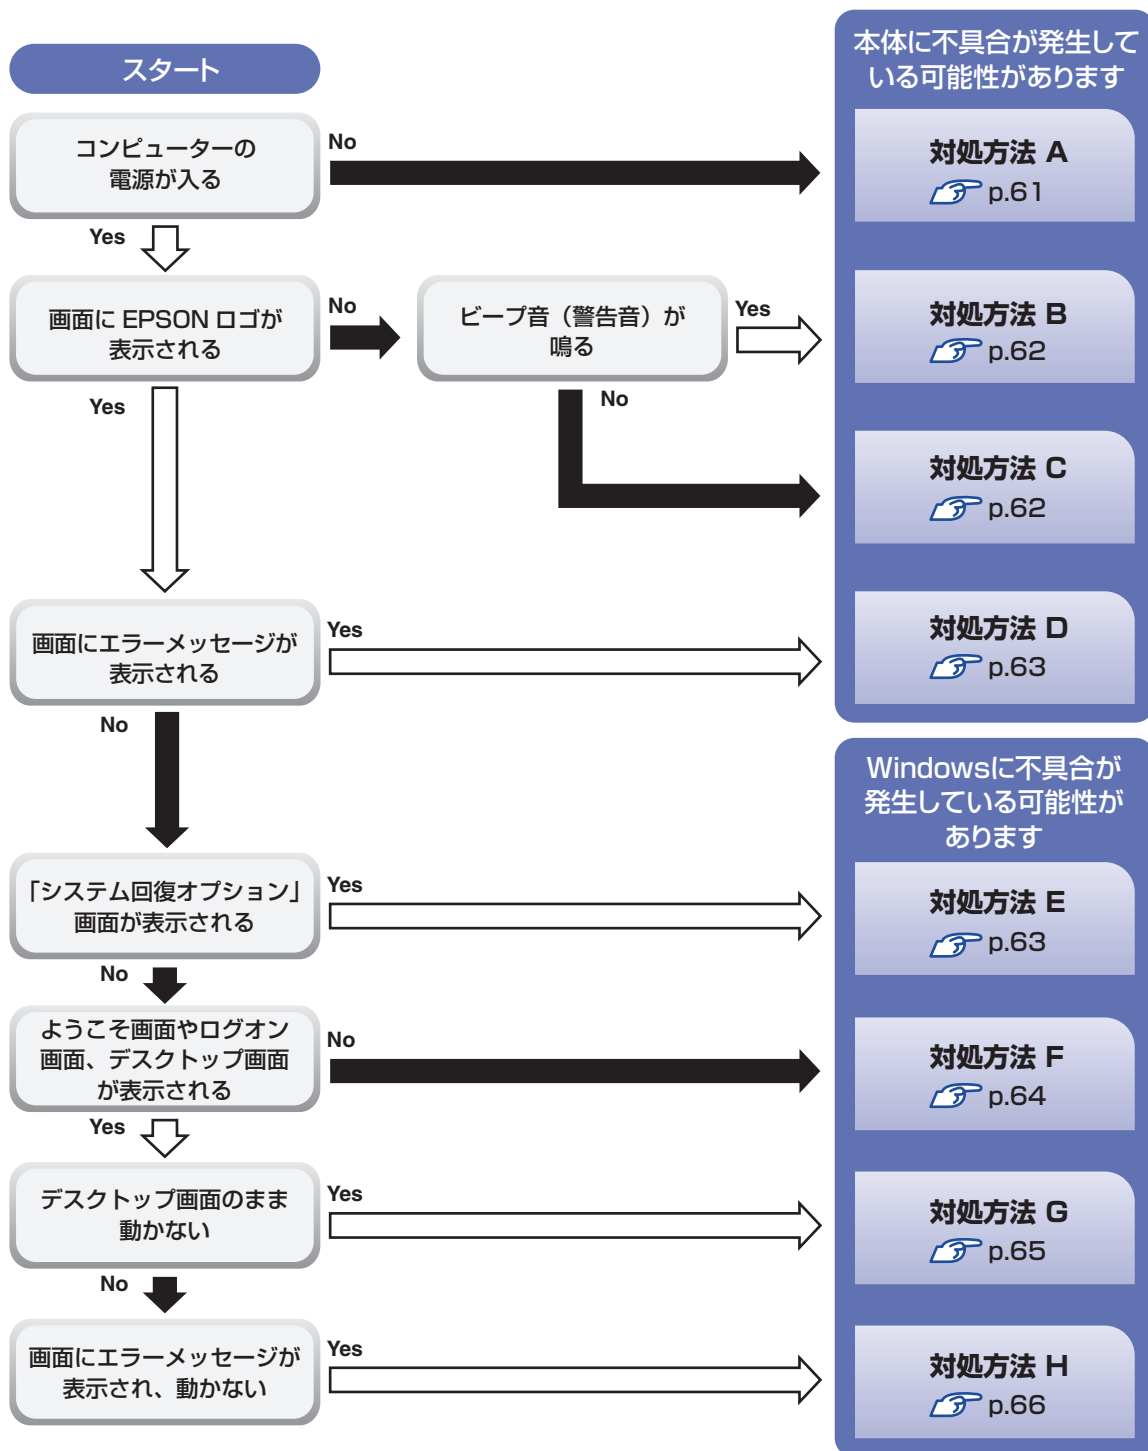 スタート
本体に不具合が発生して
いる可能性があります
コンピューターの
電源が入る
No
対処方法 A
p.61
Yes
画面に EPSON ロゴが
表示される
No
ビープ音（警告音）が
鳴る
Yes
対処方法 B
p.62
Yes
No
対処方法 C
p.62
画面にエラーメッセージが
表示される
Yes
対処方法 D
p.63
No
Windowsに不具合が
発生している可能性が
あります
「システム回復オプション」
画面が表示される
Yes
対処方法 E
p.63
No
ようこそ画面やログオン
画面、デスクトップ画面
が表示される
No
対処方法 F
p.64
Yes
デスクトップ画面のまま
動かない
Yes
対処方法 G
p.65
No
画面にエラーメッセージが
表示され、動かない
Yes
対処方法 H
p.66